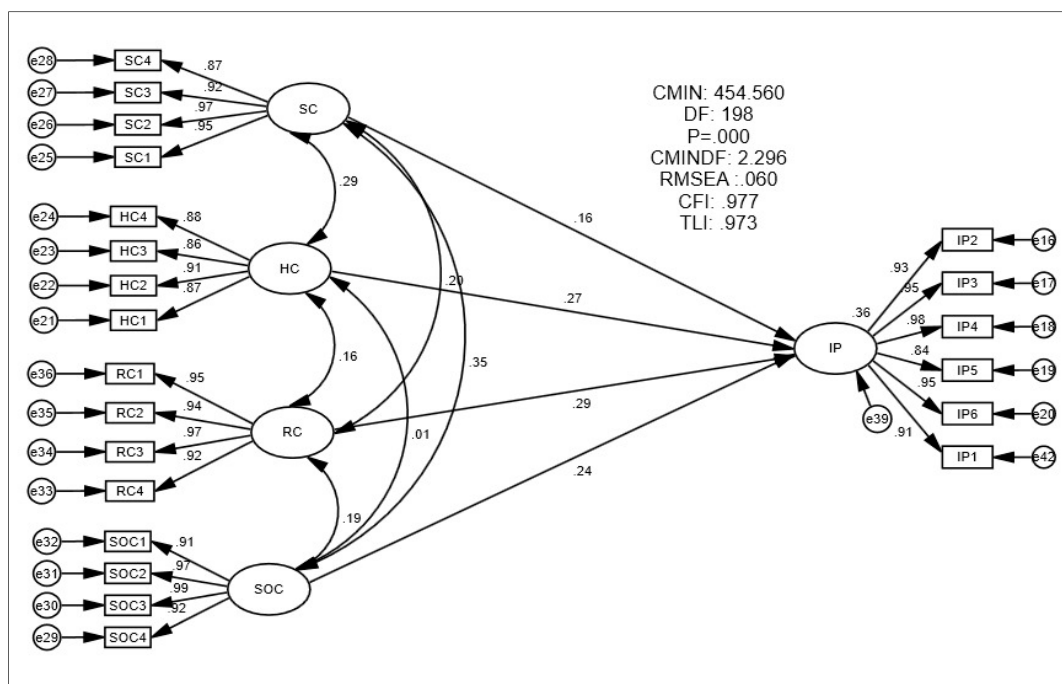 e28
SC4
.87
e27
SC3
.92
e26
SC2
.97
e25
SC1
.95
SC
CMIN: 454.560
DF: 198
P=.000
CMINDF: 2.296
RMSEA :.060
CFI: .977
TLI: .973
.29
.16
e24
HC4
.88
e23
HC3
.86
e22
HC2
.91
e21
HC1
.87
HC
.20
.27
.16
.35
e36
RC1
.95
e35
RC2
.94
e34
RC3
.97
e33
RC4
.92
RC
.29
.01
.24
.19
e32
SOC1
.91
e31
SOC2
.97
e30
SOC3
.99
e29
SOC4
.92
SOC
.36
IP
e39
.93
IP2
e16
.95
IP3
e17
.98
IP4
e18
.84
IP5
e19
.95
IP6
e20
.91
IP1
e42